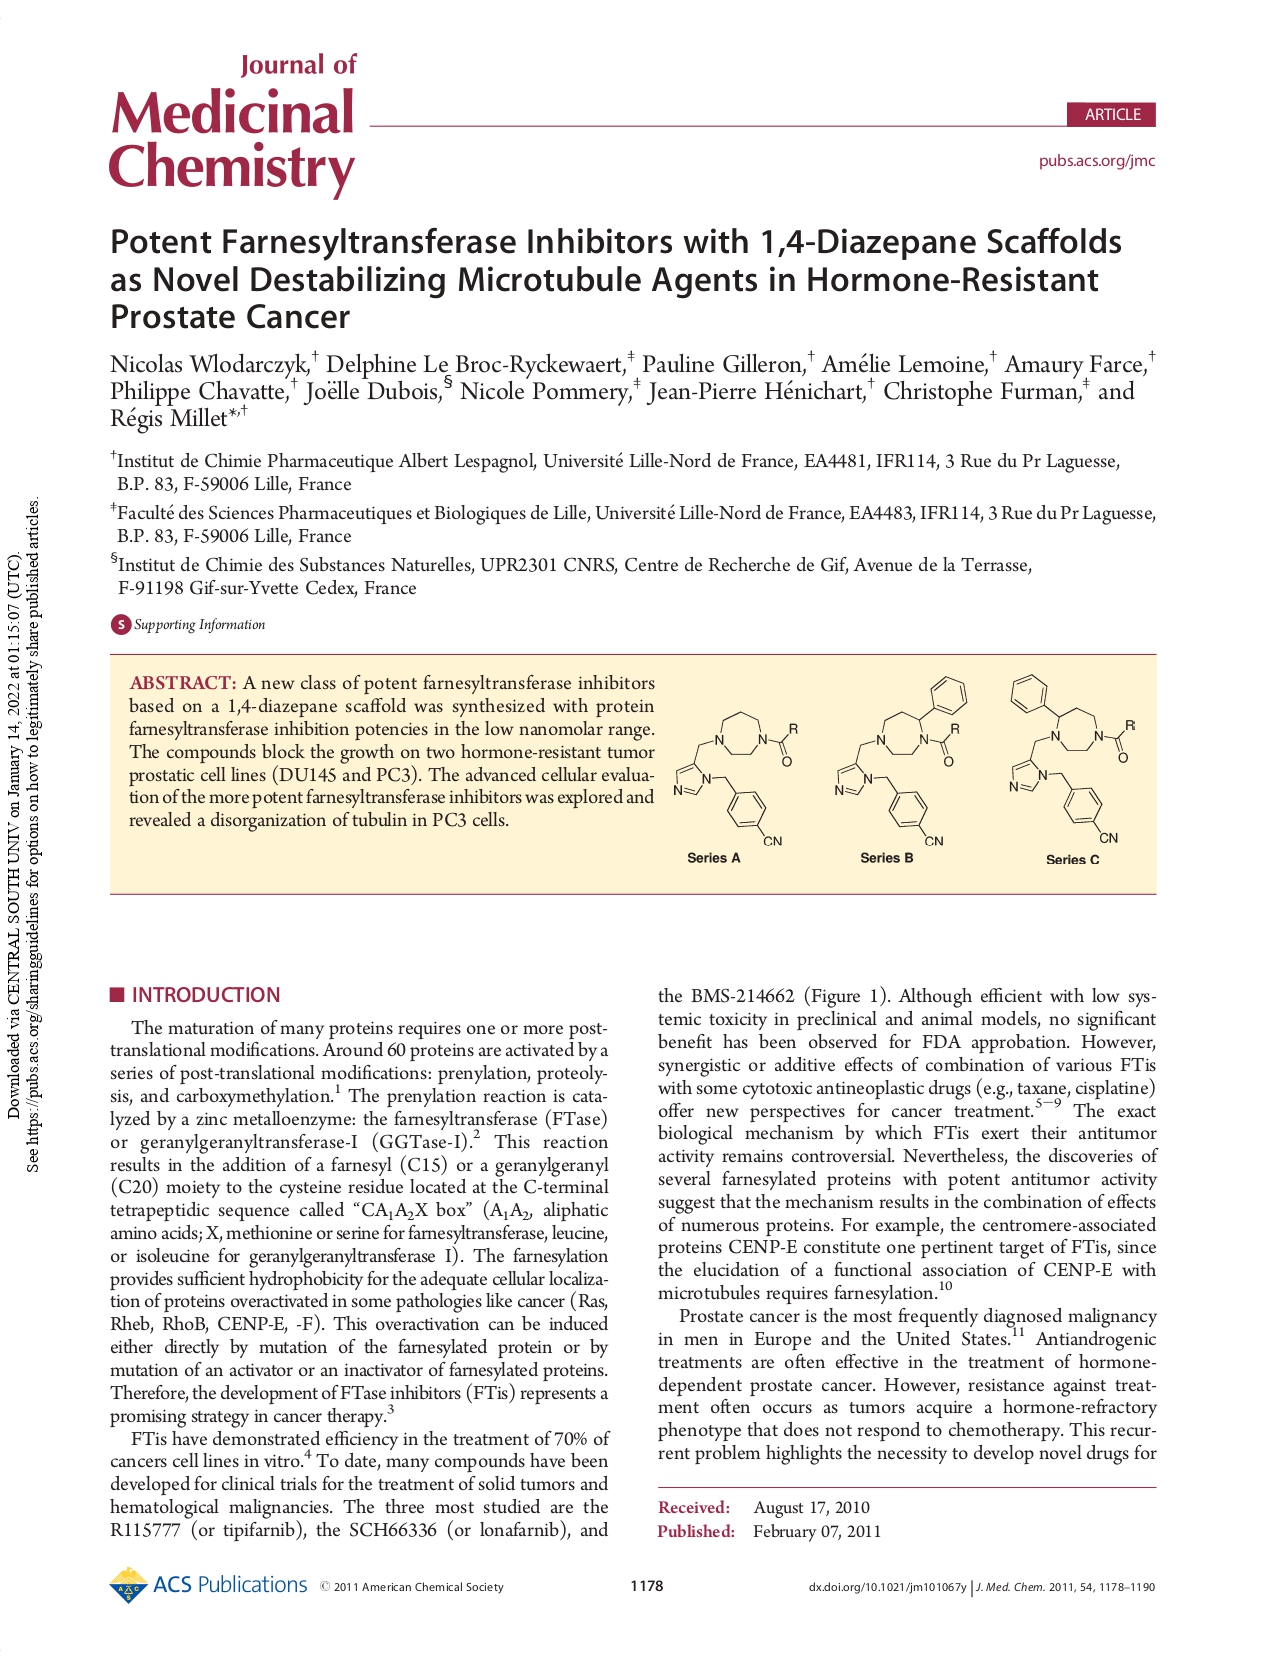 Journal of
Medicinal
Chemistry
ARTICLE
pubs.acs.org/jmc
Potent Farnesyltransferase Inhibitors with 1,4-Diazepane Scaffolds
as Novel Destabilizing Microtubule Agents in Hormone-Resistant
Prostate Cancer
Nicolas Wlodarczyk,† Delphine Le Broc-Ryckewaert,‡ Pauline Gilleron,† Amélie Lemoine,† Amaury Farce,†
Philippe Chavatte,† Joëlle Dubois,§ Nicole Pommery,‡ Jean-Pierre Hénichart,† Christophe Furman,‡ and
Régis Millet*,†
†Institut de Chimie Pharmaceutique Albert Lespagnol, Université Lille-Nord de France, EA4481, IFR114, 3 Rue du Pr Laguesse,
B.P. 83, F-59006 Lille, France
‡Faculté des Sciences Pharmaceutiques et Biologiques de Lille, Université Lille-Nord de France, EA4483, IFR114, 3 Rue du Pr Laguesse,
B.P. 83, F-59006 Lille, France
§Institut de Chimie des Substances Naturelles, UPR2301 CNRS, Centre de Recherche de Gif, Avenue de la Terrasse,
F-91198 Gif-sur-Yvette Cedex, France
S Supporting Information
ABSTRACT: A new class of potent farnesyltransferase inhibitors
based on a 1,4-diazepane scaffold was synthesized with protein
farnesyltransferase inhibition potencies in the low nanomolar range.
The compounds block the growth on two hormone-resistant tumor
prostatic cell lines (DU145 and PC3). The advanced cellular evalua-
tion of the more potent farnesyltransferase inhibitors was explored and
revealed a disorganization of tubulin in PC3 cells.
N N R O N N CN
Series A
N N R O N N CN
Series B
N N R O N N CN
Series C
INTRODUCTION
The maturation of many proteins requires one or more post-
translational modifications. Around 60 proteins are activated by a
series of post-translational modifications: prenylation, proteoly-
sis, and carboxymethylation.1 The prenylation reaction is cata-
lyzed by a zinc metalloenzyme: the farnesyltransferase (FTase)
or geranylgeranyltransferase-I (GGTase-I).2 This reaction
results in the addition of a farnesyl (C15) or a geranylgeranyl
(C20) moiety to the cysteine residue located at the C-terminal
tetrapeptidic sequence called “CA1A2X box” (A1A2, aliphatic
amino acids; X, methionine or serine for farnesyltransferase, leucine,
or isoleucine for geranylgeranyltransferase I). The farnesylation
provides sufficient hydrophobicity for the adequate cellular localiza-
tion of proteins overactivated in some pathologies like cancer (Ras,
Rheb, RhoB, CENP-E, -F). This overactivation can be induced
either directly by mutation of the farnesylated protein or by
mutation of an activator or an inactivator of farnesylated proteins.
Therefore, the development of FTase inhibitors (FTis) represents a
promising strategy in cancer therapy.3
FTis have demonstrated efficiency in the treatment of 70% of
cancers cell lines in vitro.4 To date, many compounds have been
developed for clinical trials for the treatment of solid tumors and
hematological malignancies. The three most studied are the
R115777 (or tipifarnib), the SCH66336 (or lonafarnib), and
the BMS-214662 (Figure 1). Although efficient with low sys-
temic toxicity in preclinical and animal models, no significant
benefit has been observed for FDA approbation. However,
synergistic or additive effects of combination of various FTis
with some cytotoxic antineoplastic drugs (e.g., taxane, cisplatine)
offer new perspectives for cancer treatment.5−9 The exact
biological mechanism by which FTis exert their antitumor
activity remains controversial. Nevertheless, the discoveries of
several farnesylated proteins with potent antitumor activity
suggest that the mechanism results in the combination of effects
of numerous proteins. For example, the centromere-associated
proteins CENP-E constitute one pertinent target of FTis, since
the elucidation of a functional association of CENP-E with
microtubules requires farnesylation.10
Prostate cancer is the most frequently diagnosed malignancy
in men in Europe and the United States.11 Antiandrogenic
treatments are often effective in the treatment of hormone-
dependent prostate cancer. However, resistance against treat-
ment often occurs as tumors acquire a hormone-refractory
phenotype that does not respond to chemotherapy. This recur-
rent problem highlights the necessity to develop novel drugs for
Received: August 17, 2010
Published: February 07, 2011
ACS Publications © 2011 American Chemical Society
1178
dx.doi.org/10.1021/jm101067y | J. Med. Chem. 2011, 54, 1178–1190
Downloaded via CENTRAL SOUTH UNIV on January 14, 2022 at 01:15:07 (UTC).
See https://pubs.acs.org/sharingguidelines for options on how to legitimately share published articles.